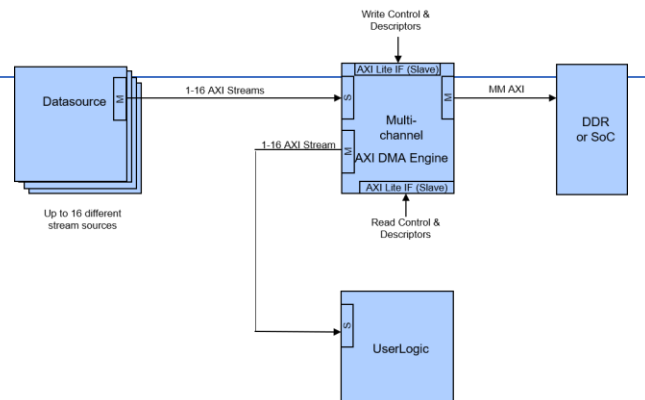 Write Control &
Descriptors
AXI Lite IF (Slave)
Datasource
M
1-16 AXI Streams
S
M
MM AXI
Multi-
channel
AXI DMA Engine
DDR
or SoC
1-16 AXI Stream
M
AXI Lite IF (Slave)
Up to 16 different
stream sources
Read Control &
Descriptors
S
UserLogic